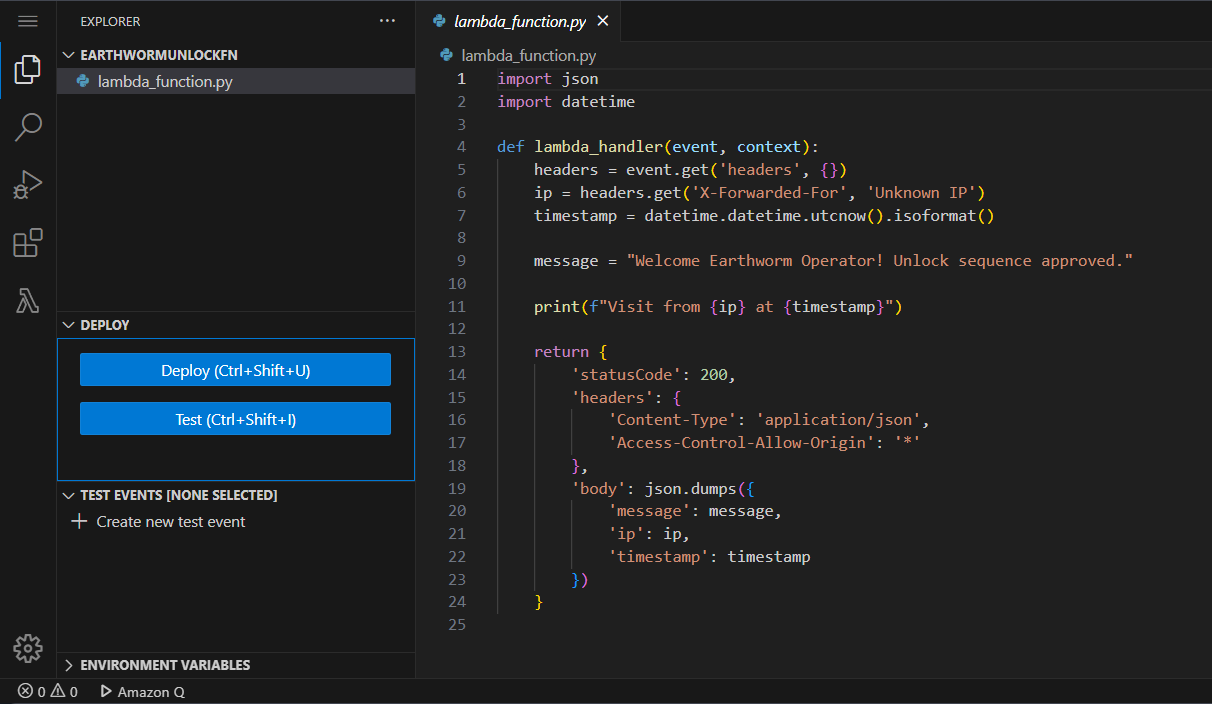 EXPLORER
EARTHWORMUNLOCKFN
lambda_function.py
DEPLOY
Deploy (Ctrl+Shift+U)
Test (Ctrl+Shift+I)
TEST EVENTS [NONE SELECTED]
Create new test event
ENVIRONMENT VARIABLES
lambda_function.py
lambda_function.py
1 import json
2 import datetime
3
4 def lambda_handler(event, context):
5     headers = event.get('headers', {})
6     ip = headers.get('X-Forwarded-For', 'Unknown IP')
7     timestamp = datetime.datetime.utcnow().isoformat()
8
9     message = "Welcome Earthworm Operator! Unlock sequence approved."
10
11     print(f"Visit from {ip} at {timestamp}")
12
13     return {
14         'statusCode': 200,
15         'headers': {
16             'Content-Type': 'application/json',
17             'Access-Control-Allow-Origin': '*'
18         },
19         'body': json.dumps({
20             'message': message,
21             'ip': ip,
22             'timestamp': timestamp
23         })
24     }
25
0 0 Amazon Q